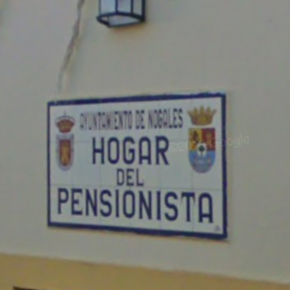 AYUNTAMIENTO DE NOGALES
HOGAR
DEL
PENSIONISTA